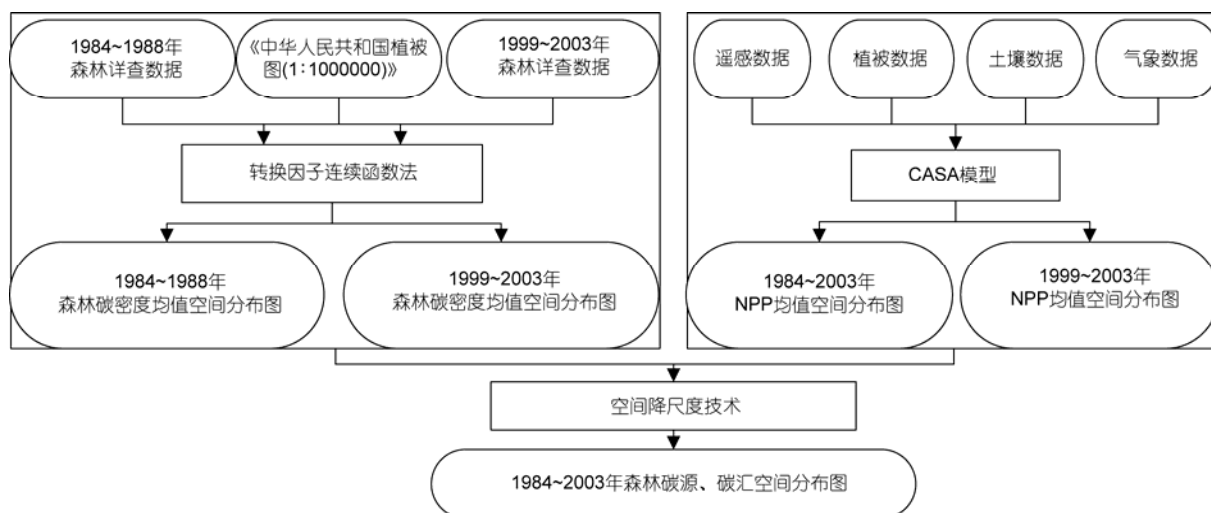 1984~1988年
森林详查数据
《中华人民共和国植被
图(1：1000000)》
1999~2003年
森林详查数据
遥感数据
植被数据
土壤数据
气象数据
转换因子连续函数法
CASA模型
1984~1988年
森林碳密度均值空间分布图
1999~2003年
森林碳密度均值空间分布图
1984~2003年
NPP均值空间分布图
1999~2003年
NPP均值空间分布图
空间降尺度技术
1984~2003年森林碳源、碳汇空间分布图